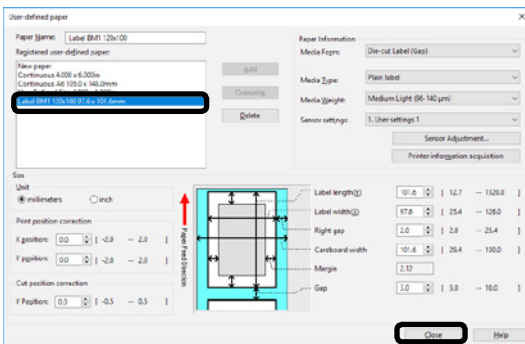 User-defined paper
Paper Name: Label BM1 120x100
Registered user-defined paper:
New paper
Continuous 4.000 x 6.000in
Continuous A6 105.0 x 148.0mm
Label BM1 120x100 97.6 x 101.6mm
Add
Overwrite
Delete
Paper Information
Media Form: Die-cut Label (Gap)
Media Type: Plain label
Media Weight: Medium Light (96-140 μm)
Sensor settings: 1. User settings 1
Sensor Adjustment...
Printer information acquisition
Size
Unit
millimeters inch
Print position correction
X position: 0.0 [ -2.0 -- 2.0 ]
Y position: 0.0 [ -2.0 -- 2.0 ]
Cut position correction
Y Position: 0.3 [ -0.5 -- 0.5 ]
Paper Feed Direction
Label length(Y) 101.6 [ 12.7 -- 1320.8 ]
Label width(X) 97.6 [ 25.4 -- 126.0 ]
Right gap 2.0 [ 2.0 -- 25.4 ]
Cardboard width 101.6 [ 29.4 -- 130.0 ]
Margin 2.12
Gap 3.0 [ 3.0 -- 10.0 ]
Close
Help